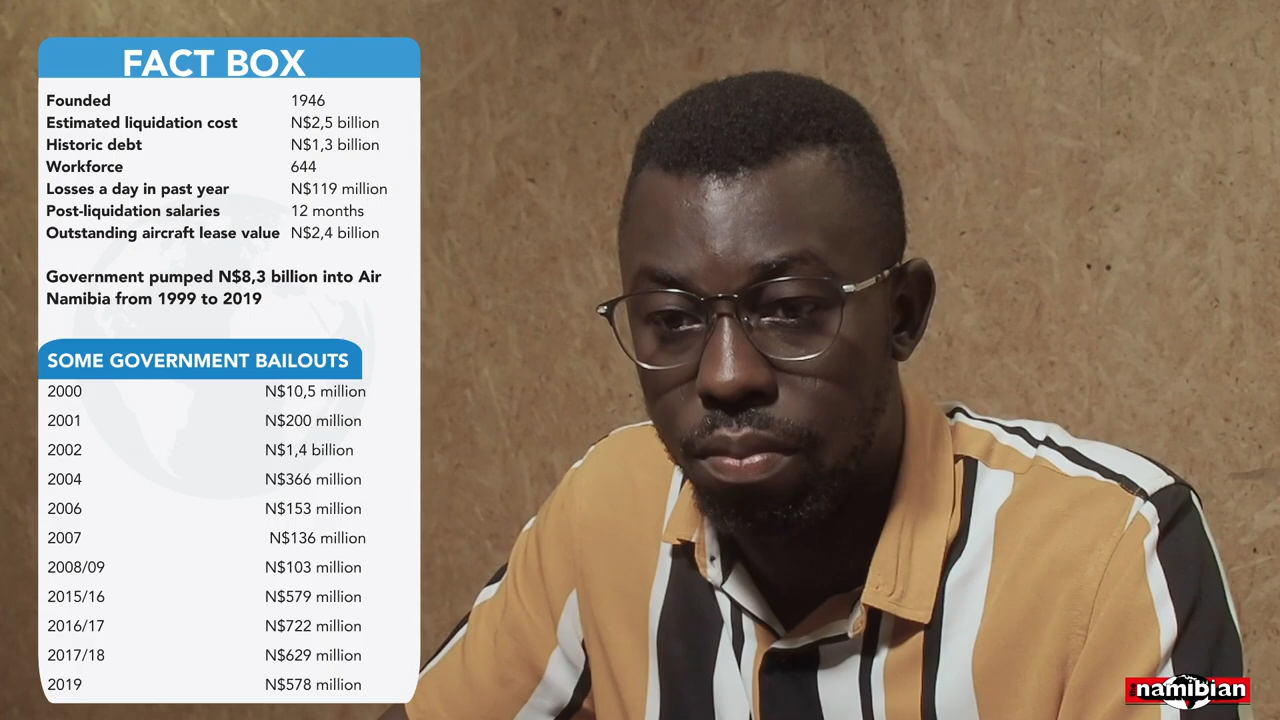 FACT BOX
Founded 1946
Estimated liquidation cost N$2,5 billion
Historic debt N$1,3 billion
Workforce 644
Losses a day in past year N$119 million
Post-liquidation salaries 12 months
Outstanding aircraft lease value N$2,4 billion
Government pumped N$8,3 billion into Air
Namibia from 1999 to 2019
SOME GOVERNMENT BAILOUTS
2000 N$10,5 million
2001 N$200 million
2002 N$1,4 billion
2004 N$366 million
2006 N$153 million
2007 N$136 million
2008/09 N$103 million
2015/16 N$579 million
2016/17 N$722 million
2017/18 N$629 million
2019 N$578 million
namibian